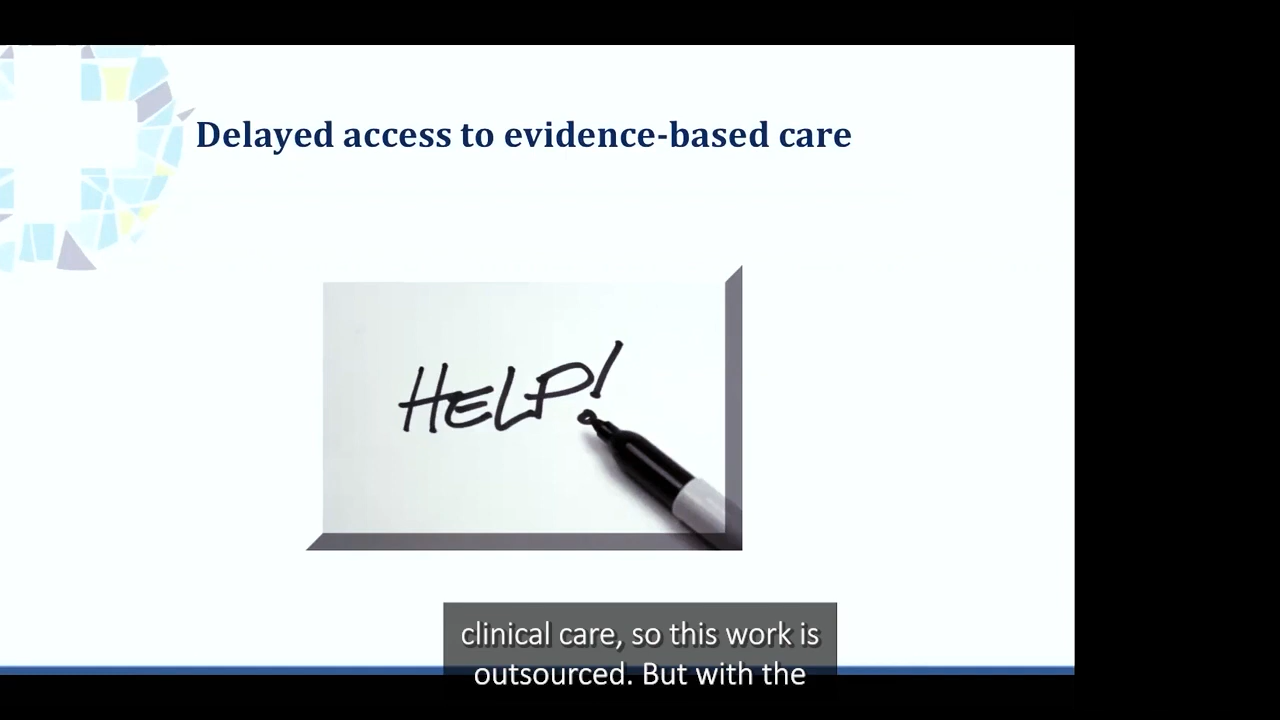 Delayed access to evidence-based care
HELP!
clinical care, so this work is
outsourced. But with the